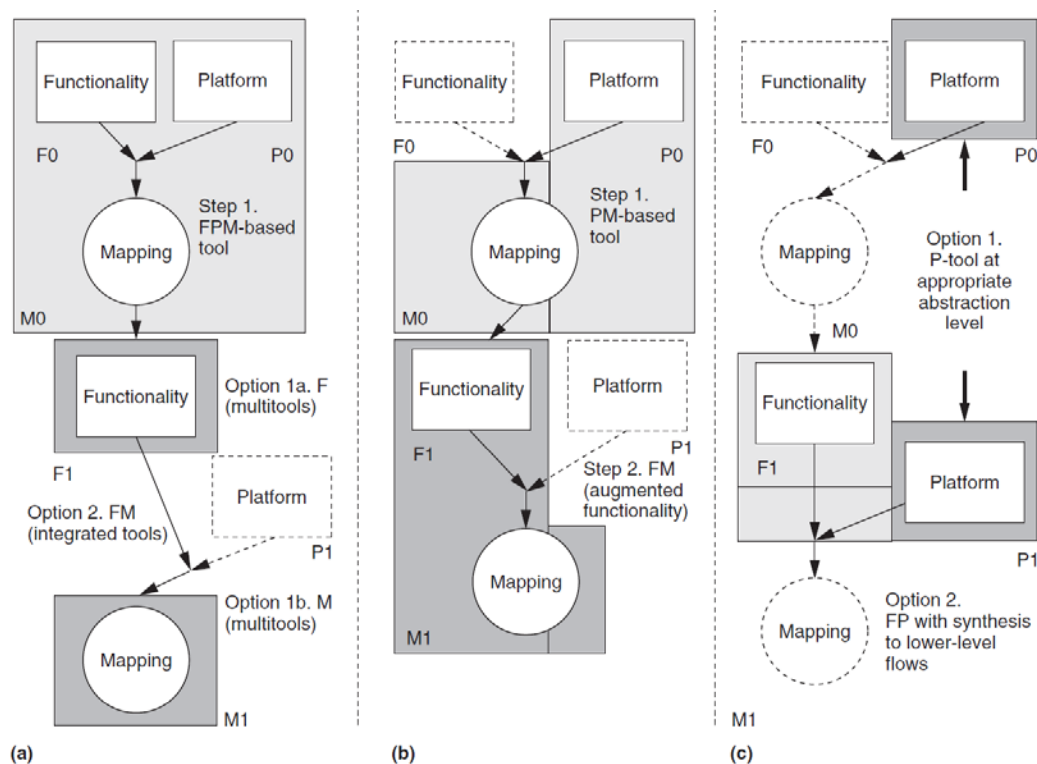 Functionality
Platform
F0
P0
Step 1.
FPM-based
tool
Mapping
M0
Functionality
Option 1a. F
(multitools)
F1
Platform
Option 2. FM
(integrated tools)
P1
Option 1b. M
(multitools)
Mapping
M1
(a)
Functionality
Platform
F0
P0
Step 1.
PM-based
tool
Mapping
M0
Functionality
Platform
F1
P1
Step 2. FM
(augmented
functionality)
Mapping
M1
(b)
Functionality
Platform
F0
P0
Mapping
Option 1.
P-tool at
appropriate
abstraction
level
M0
Functionality
F1
Platform
P1
Option 2.
FP with synthesis
to lower-level
flows
Mapping
M1
(c)